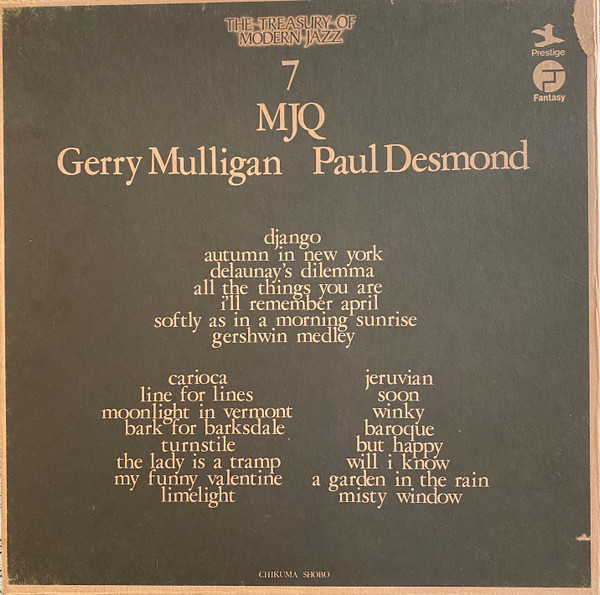 THE TREASURY OF
MODERN JAZZ
Prestige
Fantasy
7
MJQ
Gerry Mulligan Paul Desmond
django
autumn in new york
delaunay's dilemma
all the things you are
i'll remember april
softly as in a morning sunrise
gershwin medley
carioca
line for lines
moonlight in vermont
bark for barksdale
turnstile
the lady is a tramp
my funny valentine
limelight
jeruvian
soon
winky
baroque
but happy
will i know
a garden in the rain
misty window
CHIKUMA SHOBO